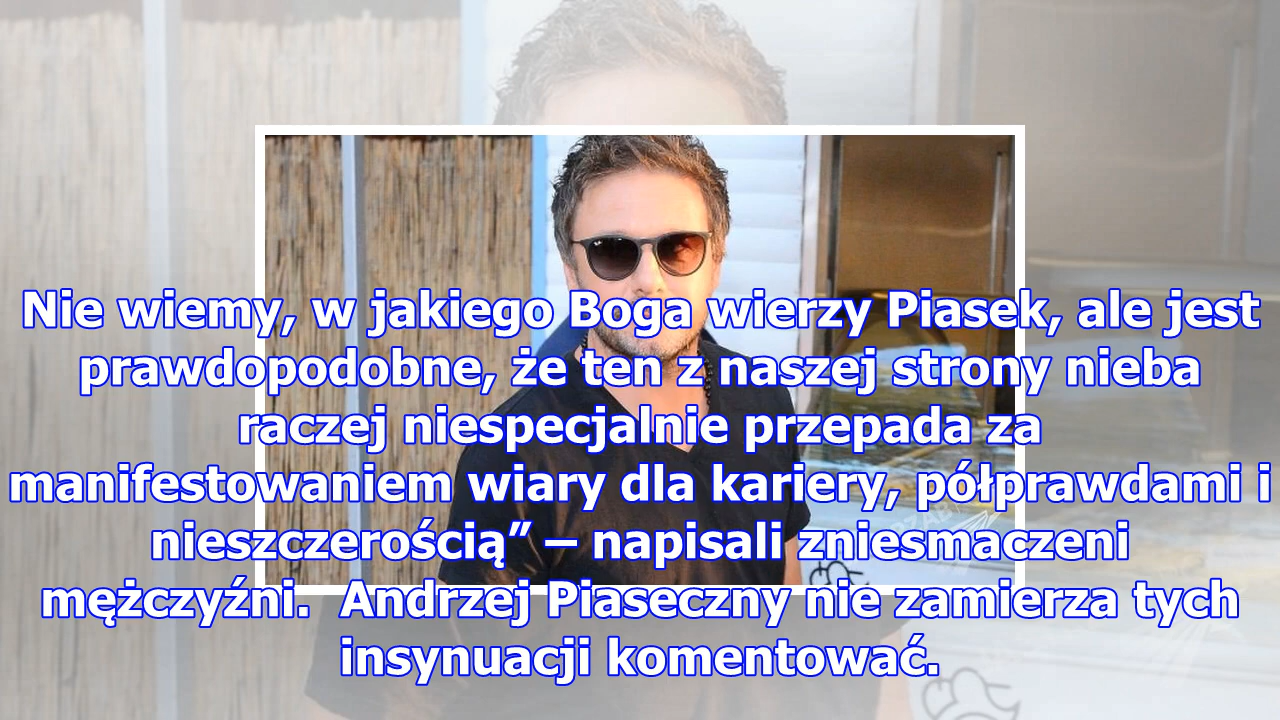 Nie wiemy, w jakiego Boga wierzy Piasek, ale jest
prawdopodobne, że ten z naszej strony nieba
raczej niespecjalnie przepada za
manifestowaniem wiary dla kariery, półprawdami i
nieszczerością” – napisali zniesmaczeni
mężczyźni.  Andrzej Piaseczny nie zamierza tych
insynuacji komentować.